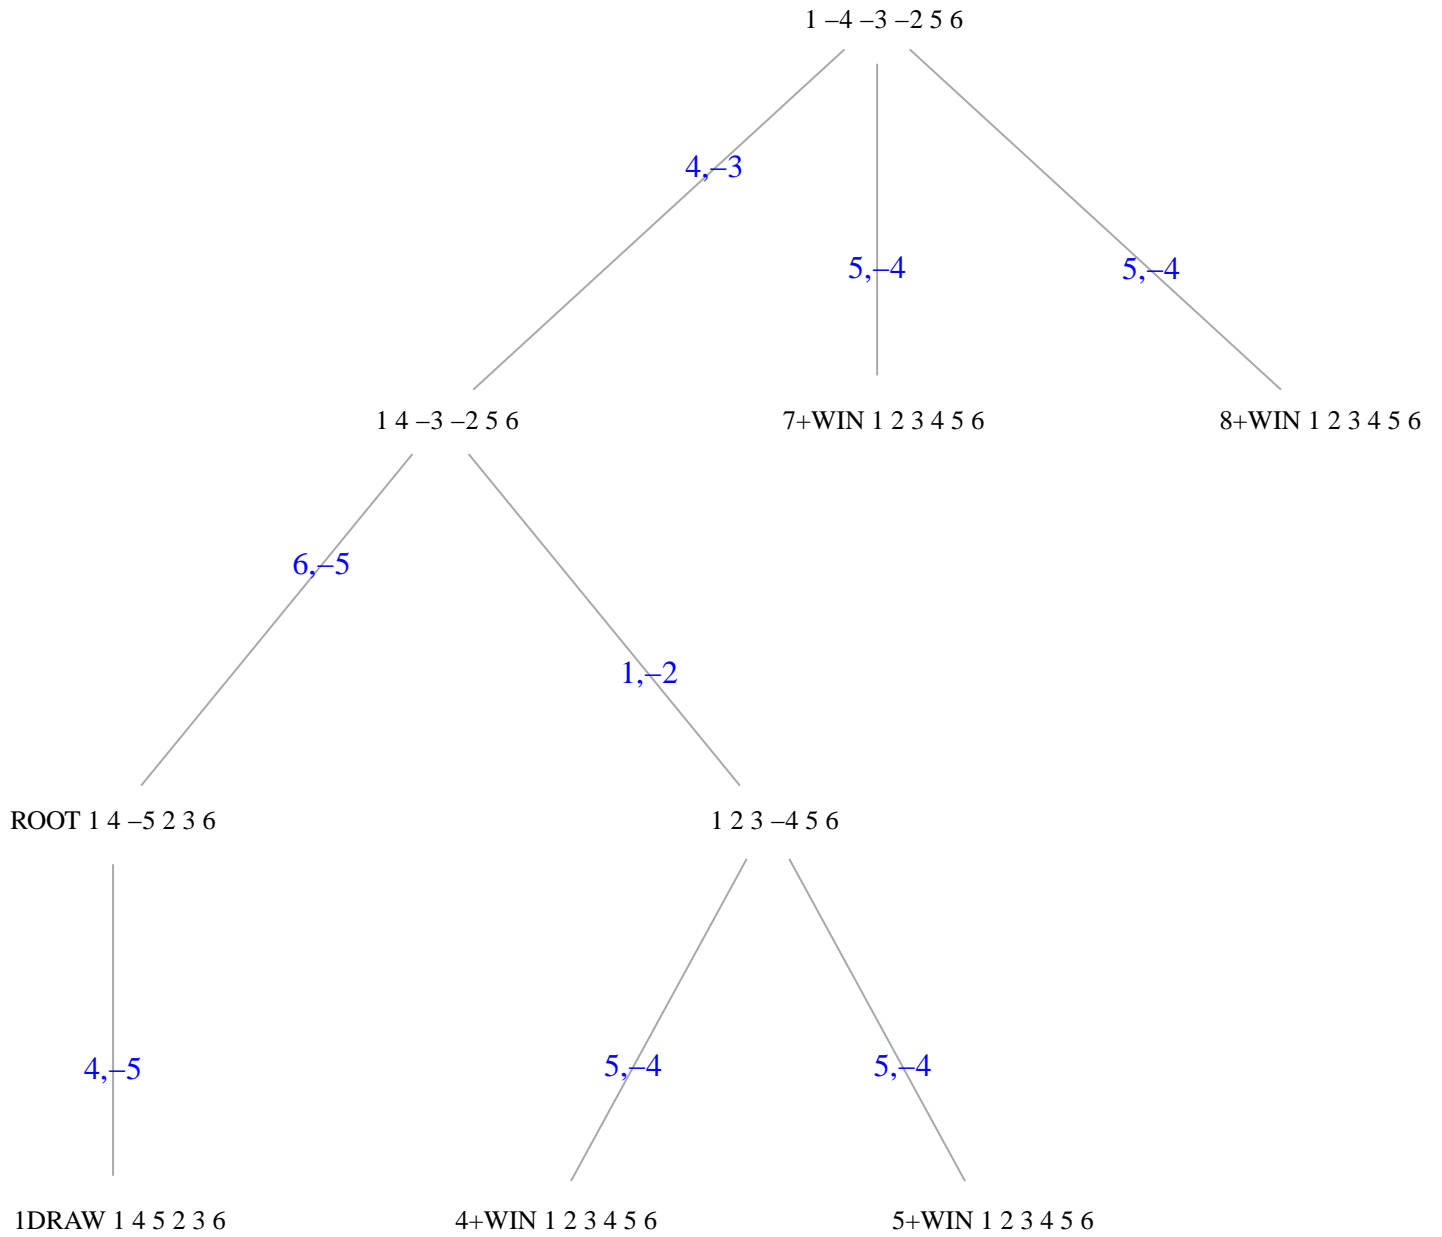 1 –4 –3 –2 5 6
4,–3
5,–4
5,–4
1 4 –3 –2 5 6
7+WIN 1 2 3 4 5 6
8+WIN 1 2 3 4 5 6
6,–5
1,–2
ROOT 1 4 –5 2 3 6
1 2 3 –4 5 6
4,–5
5,–4
5,–4
1DRAW 1 4 5 2 3 6
4+WIN 1 2 3 4 5 6
5+WIN 1 2 3 4 5 6